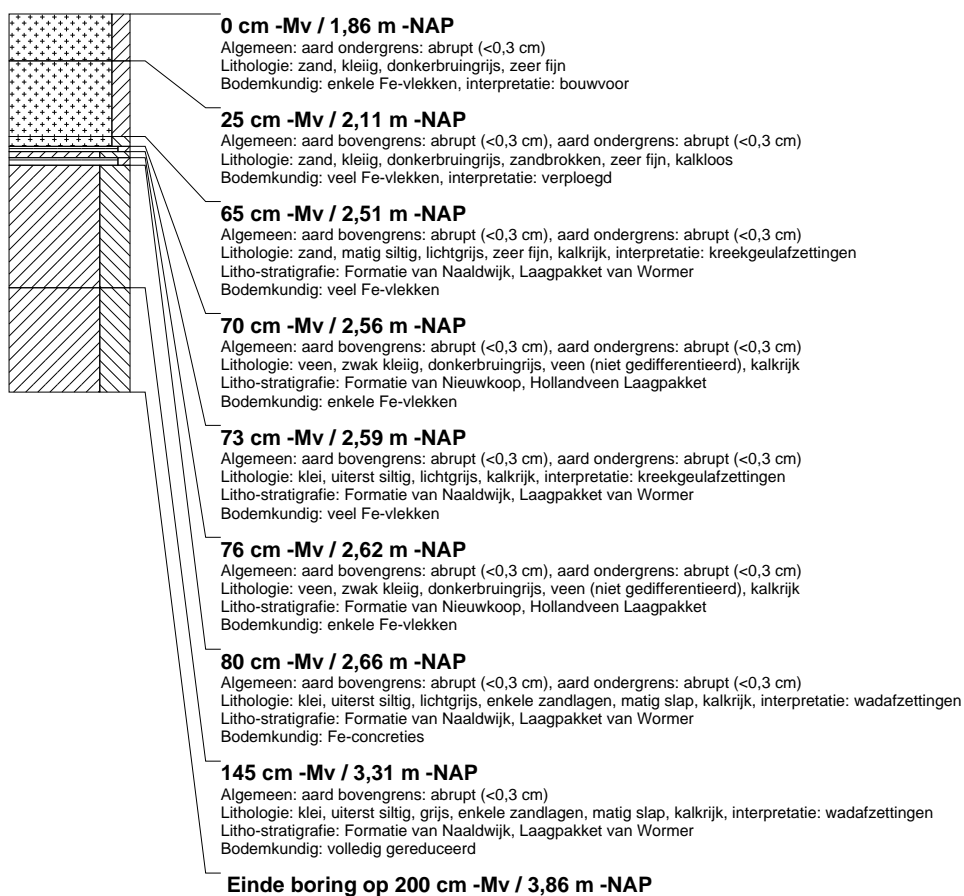 0 cm -Mv / 1,86 m -NAP
Algemeen: aard ondergrens: abrupt (<0,3 cm)
Lithologie: zand, kleiig, donkerbruingrijs, zeer fijn
Bodemkundig: enkele Fe-vlekken, interpretatie: bouwvoor
25 cm -Mv / 2,11 m -NAP
Algemeen: aard bovengrens: abrupt (<0,3 cm), aard ondergrens: abrupt (<0,3 cm)
Lithologie: zand, kleiig, donkerbruingrijs, zandbrokken, zeer fijn, kalkloos
Bodemkundig: veel Fe-vlekken, interpretatie: verploegd
65 cm -Mv / 2,51 m -NAP
Algemeen: aard bovengrens: abrupt (<0,3 cm), aard ondergrens: abrupt (<0,3 cm)
Lithologie: zand, matig siltig, lichtgrijs, zeer fijn, kalkrijk, interpretatie: kreekgeulafzettingen
Litho-stratigrafie: Formatie van Naaldwijk, Laagpakket van Wormer
Bodemkundig: veel Fe-vlekken
70 cm -Mv / 2,56 m -NAP
Algemeen: aard bovengrens: abrupt (<0,3 cm), aard ondergrens: abrupt (<0,3 cm)
Lithologie: veen, zwak kleiig, donkerbruingrijs, veen (niet gedifferentieerd), kalkrijk
Litho-stratigrafie: Formatie van Nieuwkoop, Hollandveen Laagpakket
Bodemkundig: enkele Fe-vlekken
73 cm -Mv / 2,59 m -NAP
Algemeen: aard bovengrens: abrupt (<0,3 cm), aard ondergrens: abrupt (<0,3 cm)
Lithologie: klei, uiterst siltig, lichtgrijs, kalkrijk, interpretatie: kreekgeulafzettingen
Litho-stratigrafie: Formatie van Naaldwijk, Laagpakket van Wormer
Bodemkundig: veel Fe-vlekken
76 cm -Mv / 2,62 m -NAP
Algemeen: aard bovengrens: abrupt (<0,3 cm), aard ondergrens: abrupt (<0,3 cm)
Lithologie: veen, zwak kleiig, donkerbruingrijs, veen (niet gedifferentieerd), kalkrijk
Litho-stratigrafie: Formatie van Nieuwkoop, Hollandveen Laagpakket
Bodemkundig: enkele Fe-vlekken
80 cm -Mv / 2,66 m -NAP
Algemeen: aard bovengrens: abrupt (<0,3 cm), aard ondergrens: abrupt (<0,3 cm)
Lithologie: klei, uiterst siltig, lichtgrijs, enkele zandlagen, matig slap, kalkrijk, interpretatie: wadafzettingen
Litho-stratigrafie: Formatie van Naaldwijk, Laagpakket van Wormer
Bodemkundig: Fe-concreties
145 cm -Mv / 3,31 m -NAP
Algemeen: aard bovengrens: abrupt (<0,3 cm)
Lithologie: klei, uiterst siltig, grijs, enkele zandlagen, matig slap, kalkrijk, interpretatie: wadafzettingen
Litho-stratigrafie: Formatie van Naaldwijk, Laagpakket van Wormer
Bodemkundig: volledig gereduceerd
Einde boring op 200 cm -Mv / 3,86 m -NAP